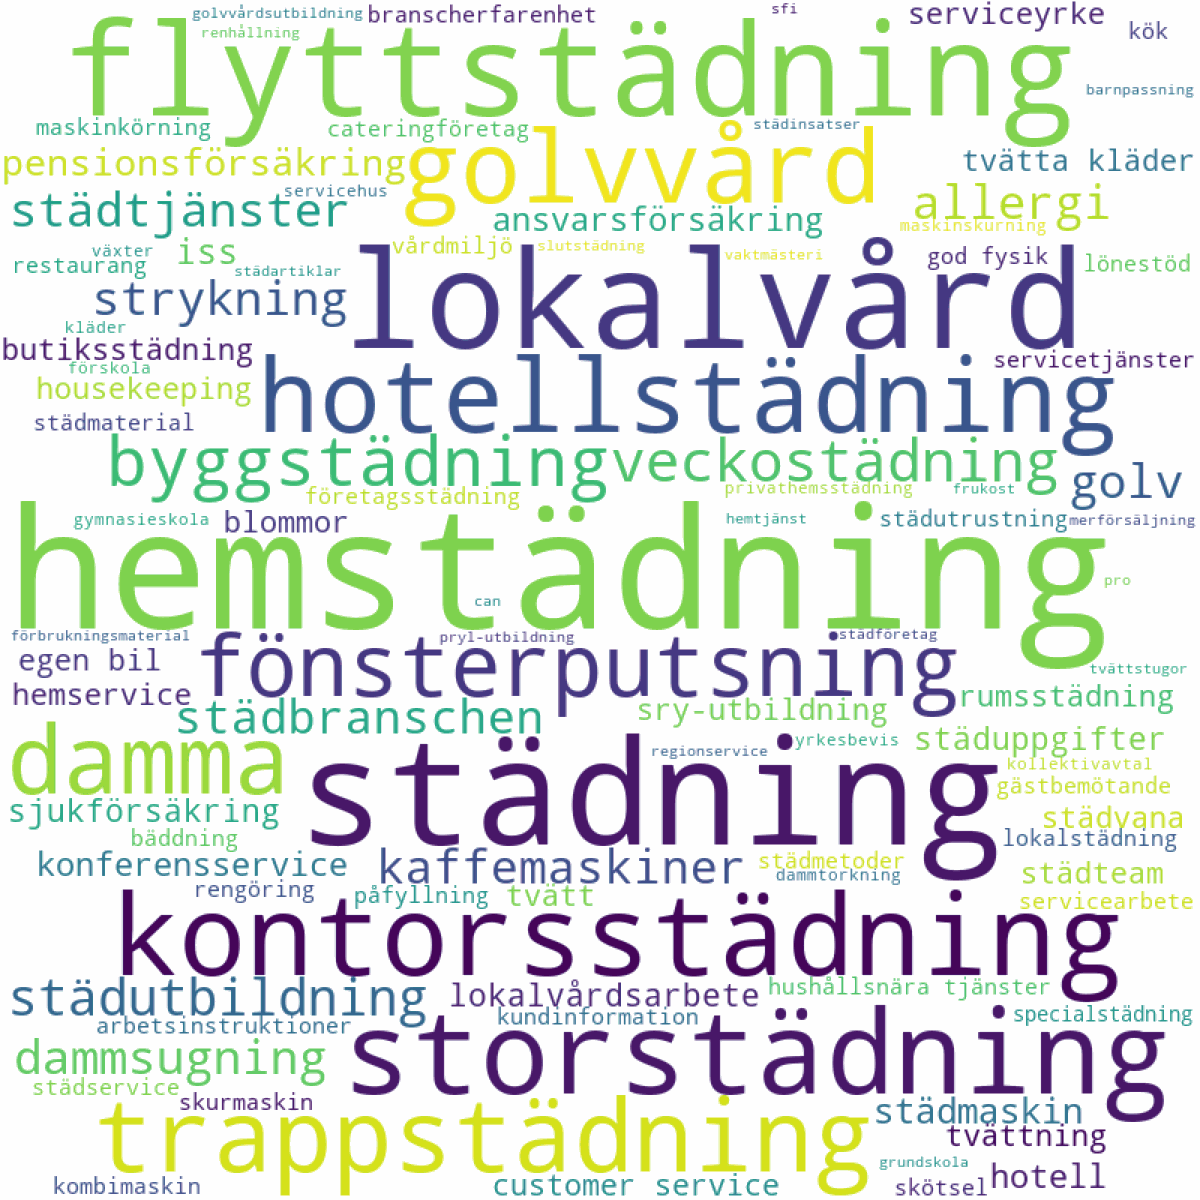 golvvårdsutbildning
branscherfarenhet
sfi
serviceyrke
kök
renhållning
flyttstädning
barnpassning
maskinkörning
cateringföretag
städinsatser
pensionsförsäkring
golvvård
tvätta kläder
servicehus
städtjänster
ansvarsförsäkring
allergi
maskinskurning
växter
iss
vårdmiljö
slutstädning
vaktmästeri
god fysik
lönestöd
restaurang
städartiklar
strykning
lokalvård
kläder
butiksstädning
servicetjänster
förskola
housekeeping
hotellstädning
städmaterial
byggstädning
veckostädning
golv
företagsstädning
privathemsstädning
frukost
gymnasieskola
blommor
hemtjänst
städutrustning
merförsäljning
hemstädning
pro
can
förbrukningsmaterial
pryl-utbildning
städföretag
egen bil
fönsterputsning
tvättstugor
hemservice
rumsstädning
städbranschen
sry-utbildning
damma
städning
regionservice
yrkesbevis
städuppgifter
kollektivavtal
gästbemötande
sjukförsäkring
städvana
bäddning
lokalstädning
konferensservice
kaffemaskiner
städmetoder
dammtorkning
städteam
rengöring
påfyllning
tvätt
servicearbete
kontorsstädning
städutbildning
lokalvårdsarbete
hushållsnära tjänster
arbetsinstruktioner
kundinformation
specialstädning
dammsugning
storstädning
städservice
skurmaskin
trappstädning
städmaskin
tvättning
grundskola
kombimaskin
customer service
skötsel
hotell